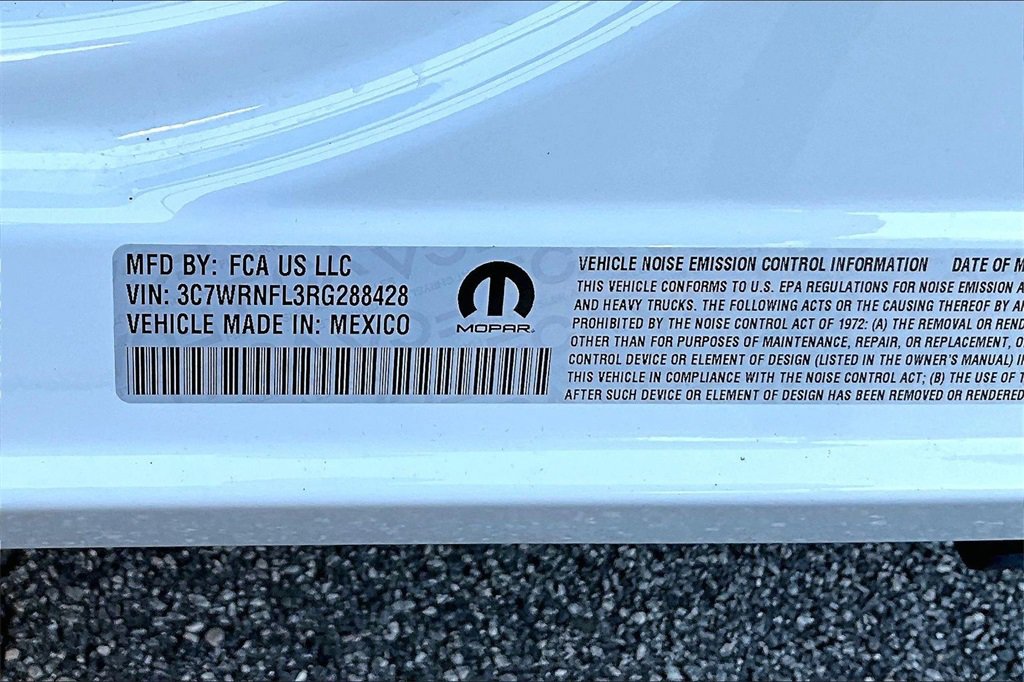 MFD BY: FCA US LLC
VIN: 3C7WRNFL3RG288428
VEHICLE MADE IN: MEXICO
MOPAR
VEHICLE NOISE EMISSION CONTROL INFORMATION DATE OF M
THIS VEHICLE CONFORMS TO U.S. EPA REGULATIONS FOR NOISE EMISSION A
AND HEAVY TRUCKS. THE FOLLOWING ACTS OR THE CAUSING THEREOF BY AN
PROHIBITED BY THE NOISE CONTROL ACT OF 1972: (A) THE REMOVAL OR REND
OTHER THAN FOR PURPOSES OF MAINTENANCE, REPAIR, OR REPLACEMENT, O
CONTROL DEVICE OR ELEMENT OF DESIGN (LISTED IN THE OWNER'S MANUAL) I
THIS VEHICLE IN COMPLIANCE WITH THE NOISE CONTROL ACT; (B) THE USE OF T
AFTER SUCH DEVICE OR ELEMENT OF DESIGN HAS BEEN REMOVED OR RENDERED